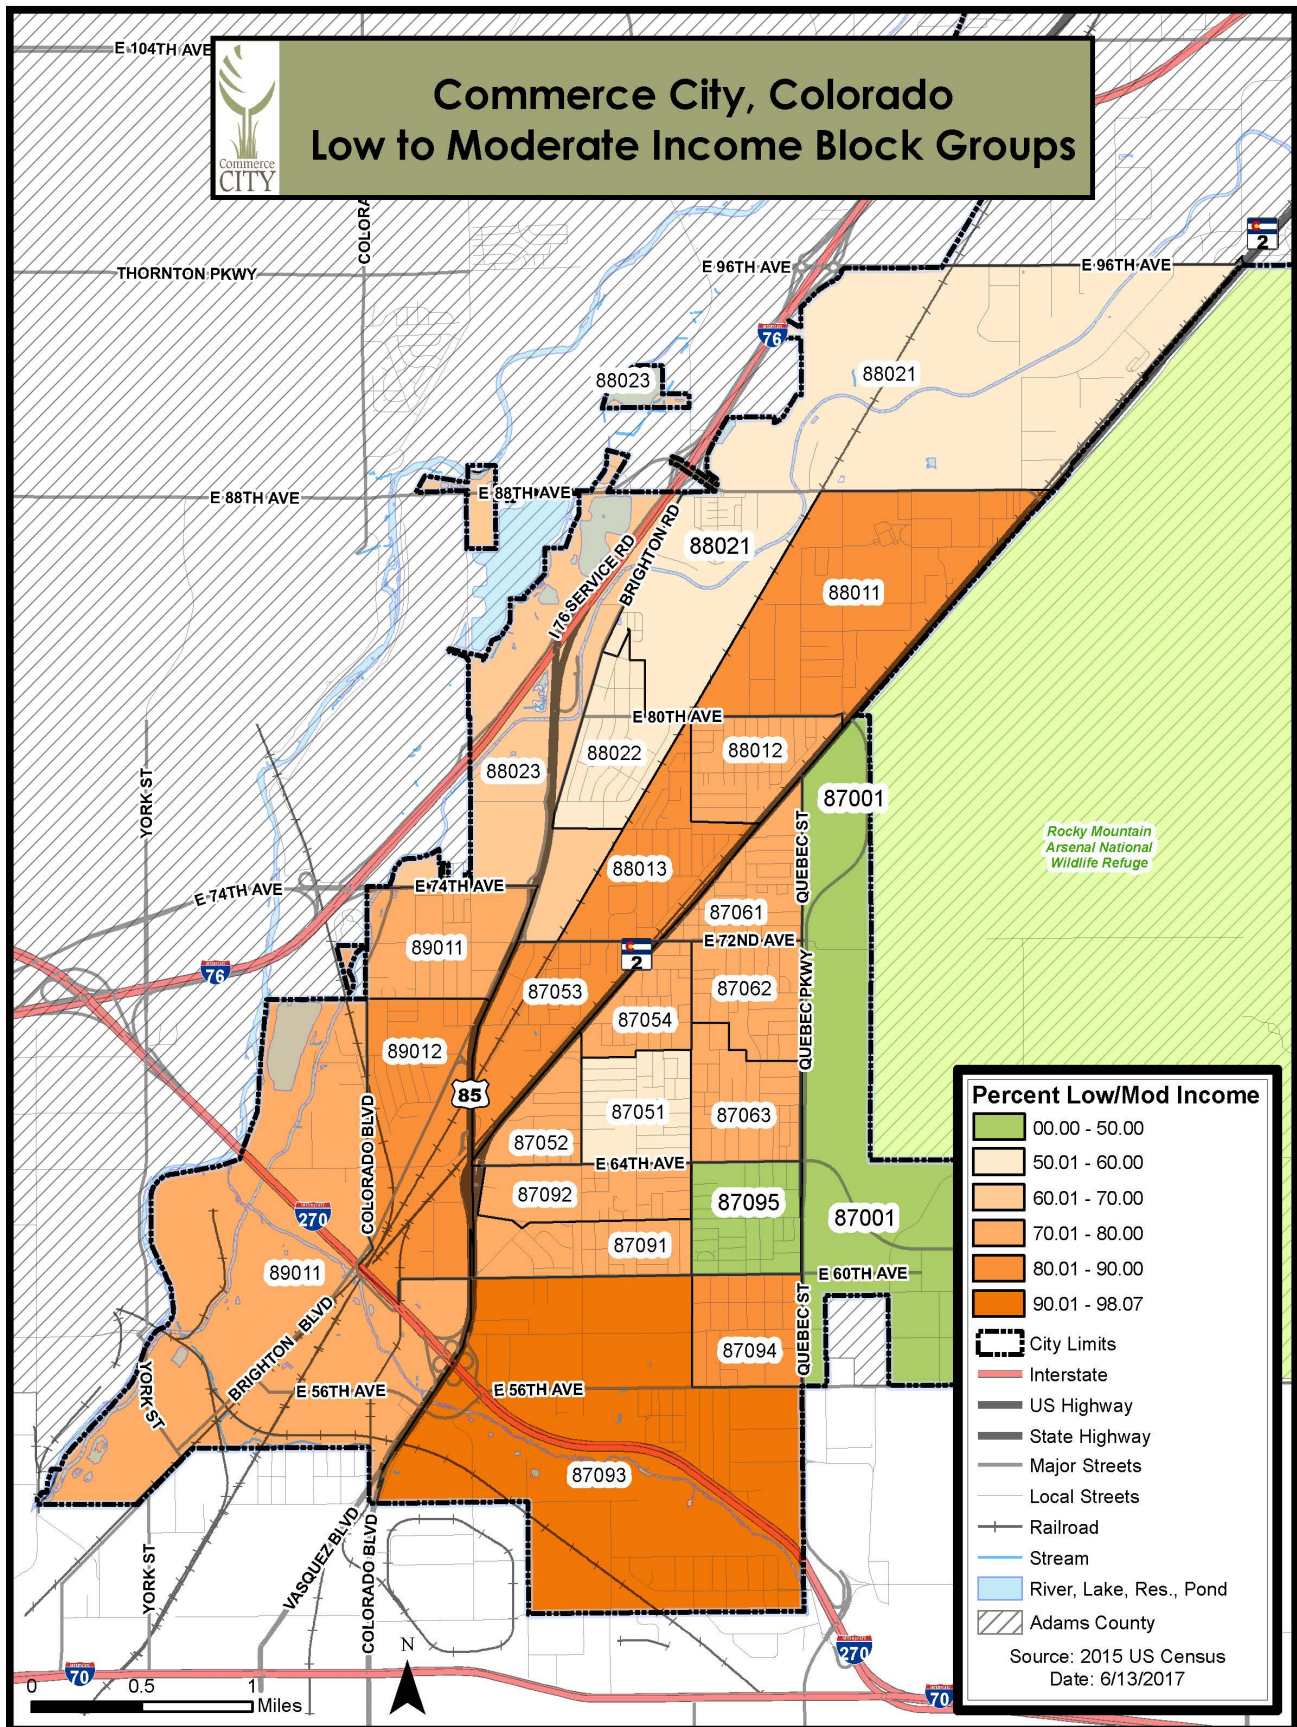 E 104TH AVE
Commerce
CITY
Commerce City, Colorado
Low to Moderate Income Block Groups
COLORA
2
THORNTON PKWY
E 96TH AVE
E 96TH AVE
76
88023
88021
E 88TH AVE
E 88TH AVE
I 76 SERVICE RD
BRIGHTON RD
88021
88011
E 80TH AVE
88022
88012
88023
87001
YORK ST
QUEBEC ST
Rocky Mountain
Arsenal National
Wildlife Refuge
88013
E 74TH AVE
E 74TH AVE
87061
E 72ND AVE
89011
2
76
87053
87062
QUEBEC PKWY
87054
89012
85
87051
87063
COLORADO BLVD
87052
E 64TH AVE
87092
87095
87001
270
87091
89011
E 60TH AVE
BRIGHTON BLVD
QUEBEC ST
87094
YORK ST
E 56TH AVE
E 56TH AVE
87093
VASQUEZ BLVD
COLORADO BLVD
YORK ST
N
270
70
70
0 0.5 1
Miles
Percent Low/Mod Income
00.00 - 50.00
50.01 - 60.00
60.01 - 70.00
70.01 - 80.00
80.01 - 90.00
90.01 - 98.07
City Limits
Interstate
US Highway
State Highway
Major Streets
Local Streets
Railroad
Stream
River, Lake, Res., Pond
Adams County
Source: 2015 US Census
Date: 6/13/2017